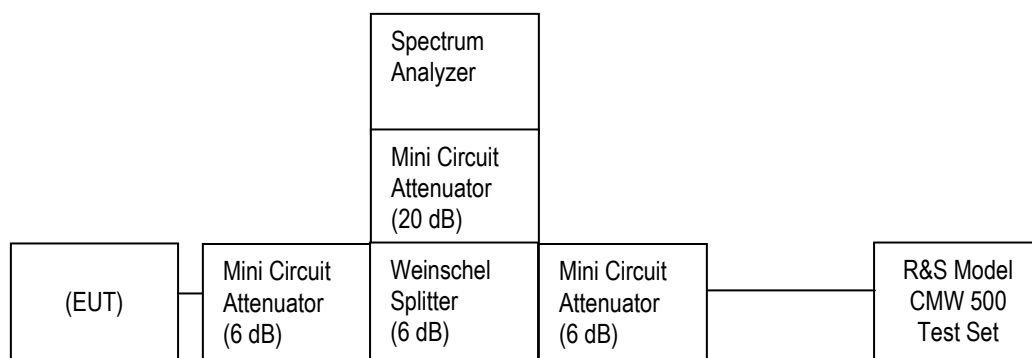 Spectrum
Analyzer
Mini Circuit
Attenuator
(20 dB)
(EUT)
Mini Circuit
Attenuator
(6 dB)
Weinschel
Splitter
(6 dB)
Mini Circuit
Attenuator
(6 dB)
R&S Model
CMW 500
Test Set